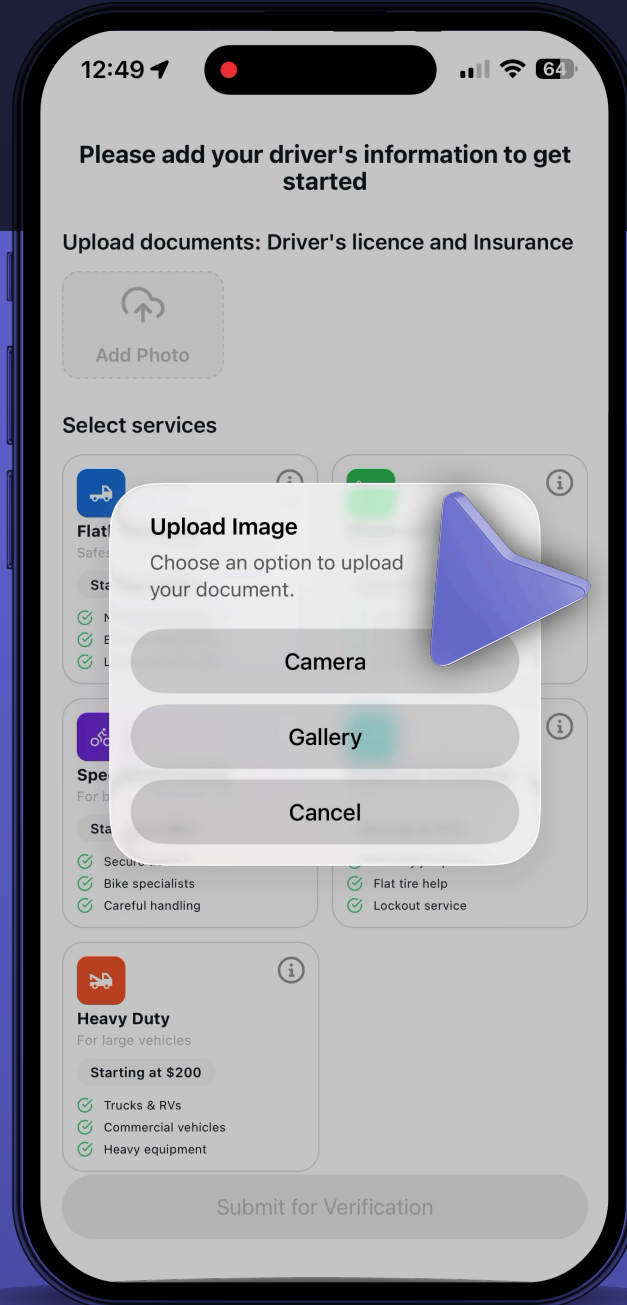 12:49
64
Please add your driver's information to get
started
Upload documents: Driver's licence and Insurance
Add Photo
Select services
Upload Image
Choose an option to upload
your document.
Camera
Gallery
Cancel
Bike specialists
Careful handling
Flat tire help
Lockout service
Heavy Duty
For large vehicles
Starting at $200
Trucks & RVs
Commercial vehicles
Heavy equipment
Submit for Verification